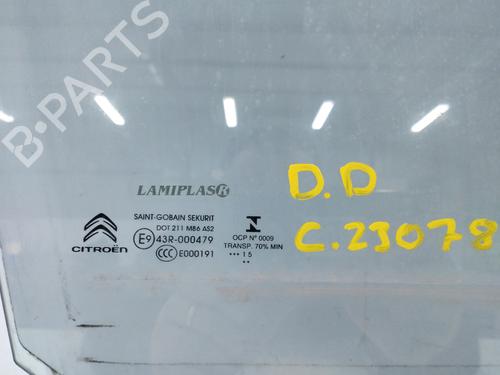 B-PARTS
LAMIPLAS R
D.D
C.23078
SAINT-GOBAIN SEKURIT
DOT 211 M86 AS2
E9 43R-000479
CCC E000191
CITROËN
I
OCP Nº 0009
TRANSP. 70% MIN
••• 15
••